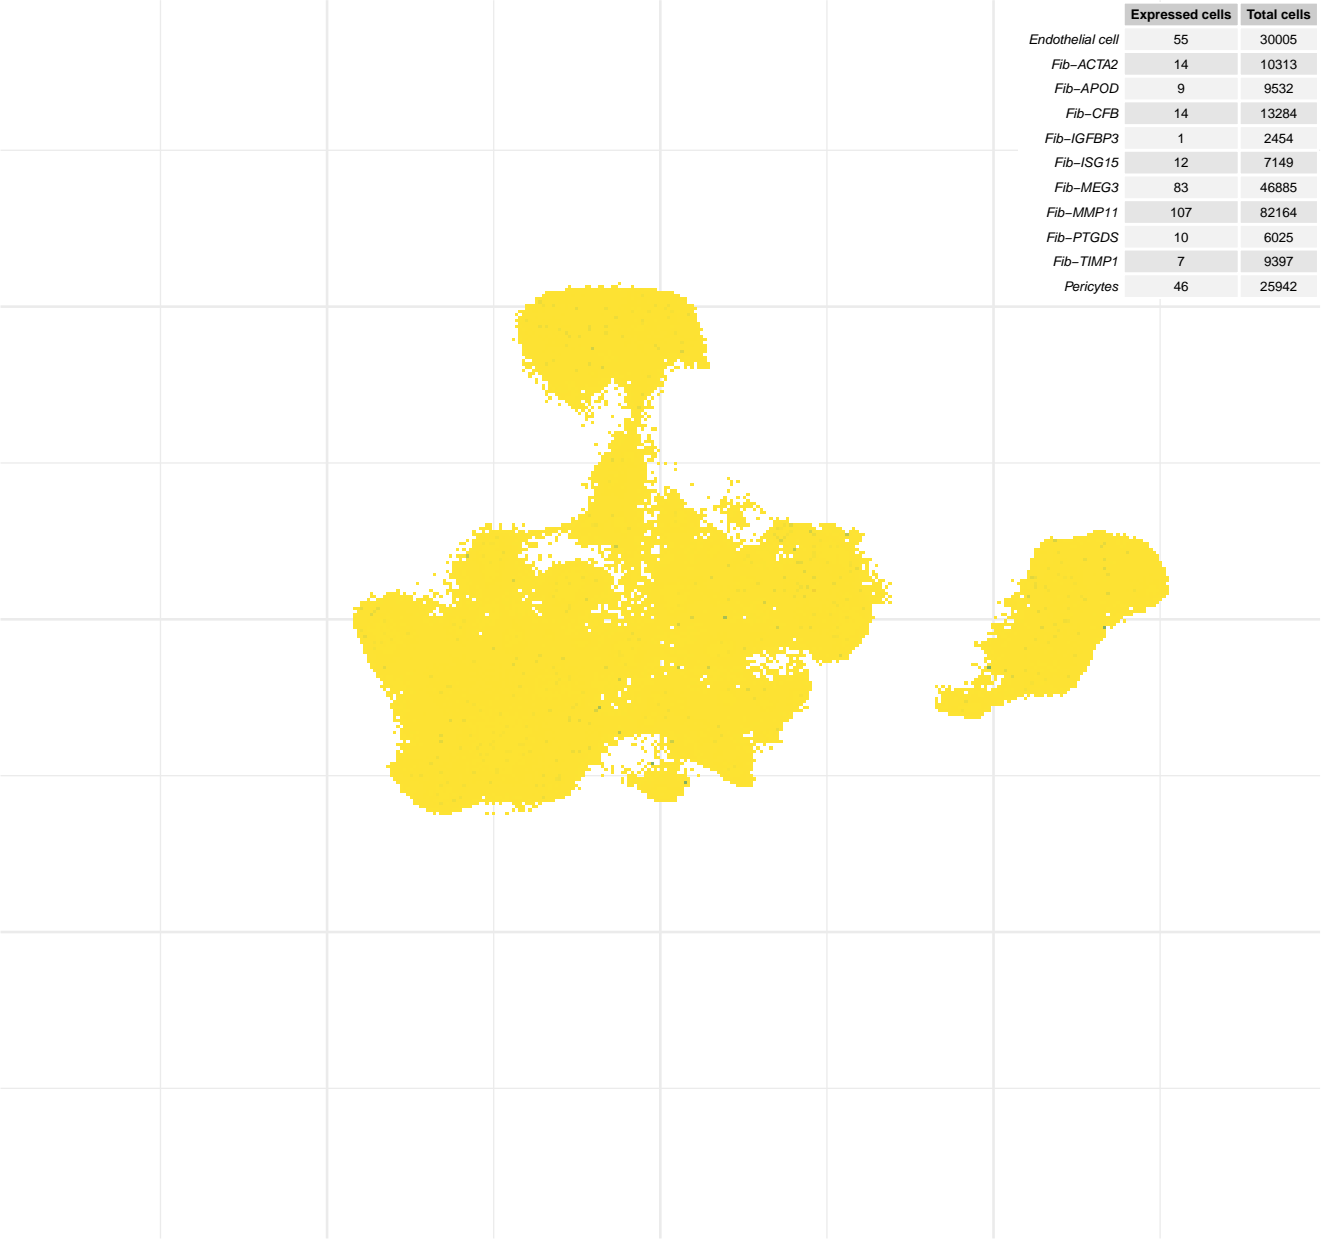 Expressed cells Total cells
Endothelial cell 55 30005
Fib−ACTA2 14 10313
Fib−APOD 9 9532
Fib−CFB 14 13284
Fib−IGFBP3 1 2454
Fib−ISG15 12 7149
Fib−MEG3 83 46885
Fib−MMP11 107 82164
Fib−PTGDS 10 6025
Fib−TIMP1 7 9397
Pericytes 46 25942